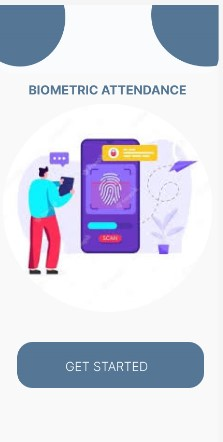 BIOMETRIC ATTENDANCE
SCAN
GET STARTED